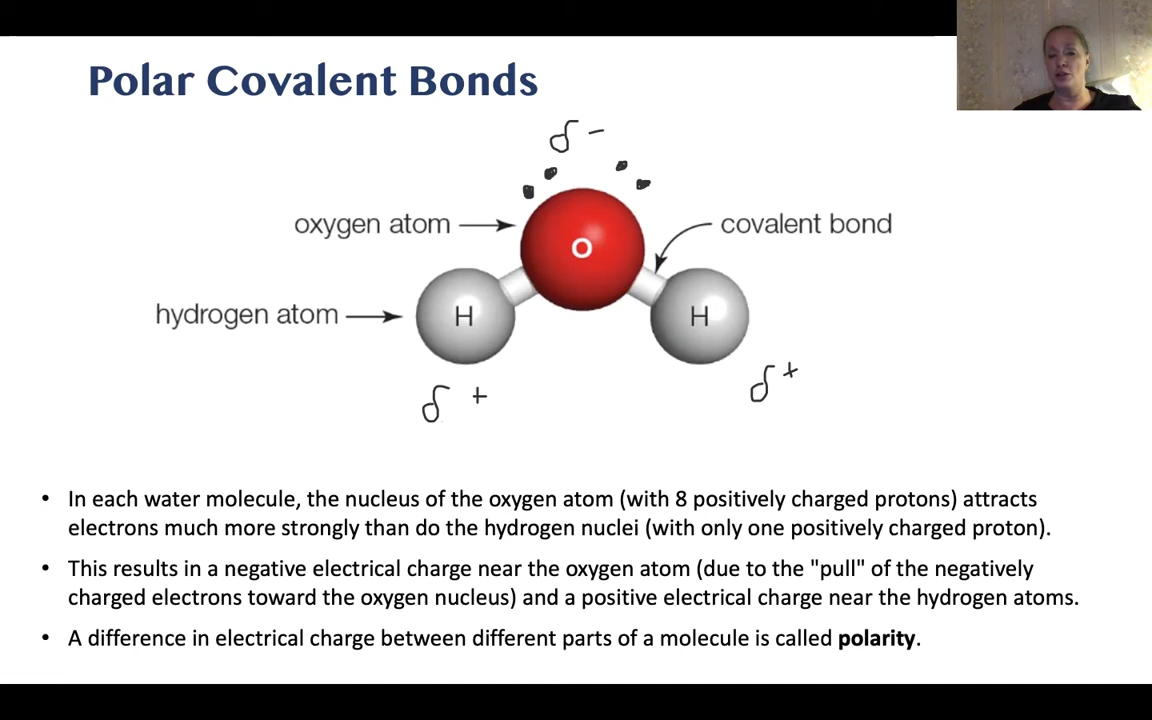 Polar Covalent Bonds
δ -
oxygen atom
O
covalent bond
hydrogen atom
H
H
δ +
δ +
• In each water molecule, the nucleus of the oxygen atom (with 8 positively charged protons) attracts
electrons much more strongly than do the hydrogen nuclei (with only one positively charged proton).
• This results in a negative electrical charge near the oxygen atom (due to the "pull" of the negatively
charged electrons toward the oxygen nucleus) and a positive electrical charge near the hydrogen atoms.
• A difference in electrical charge between different parts of a molecule is called polarity.